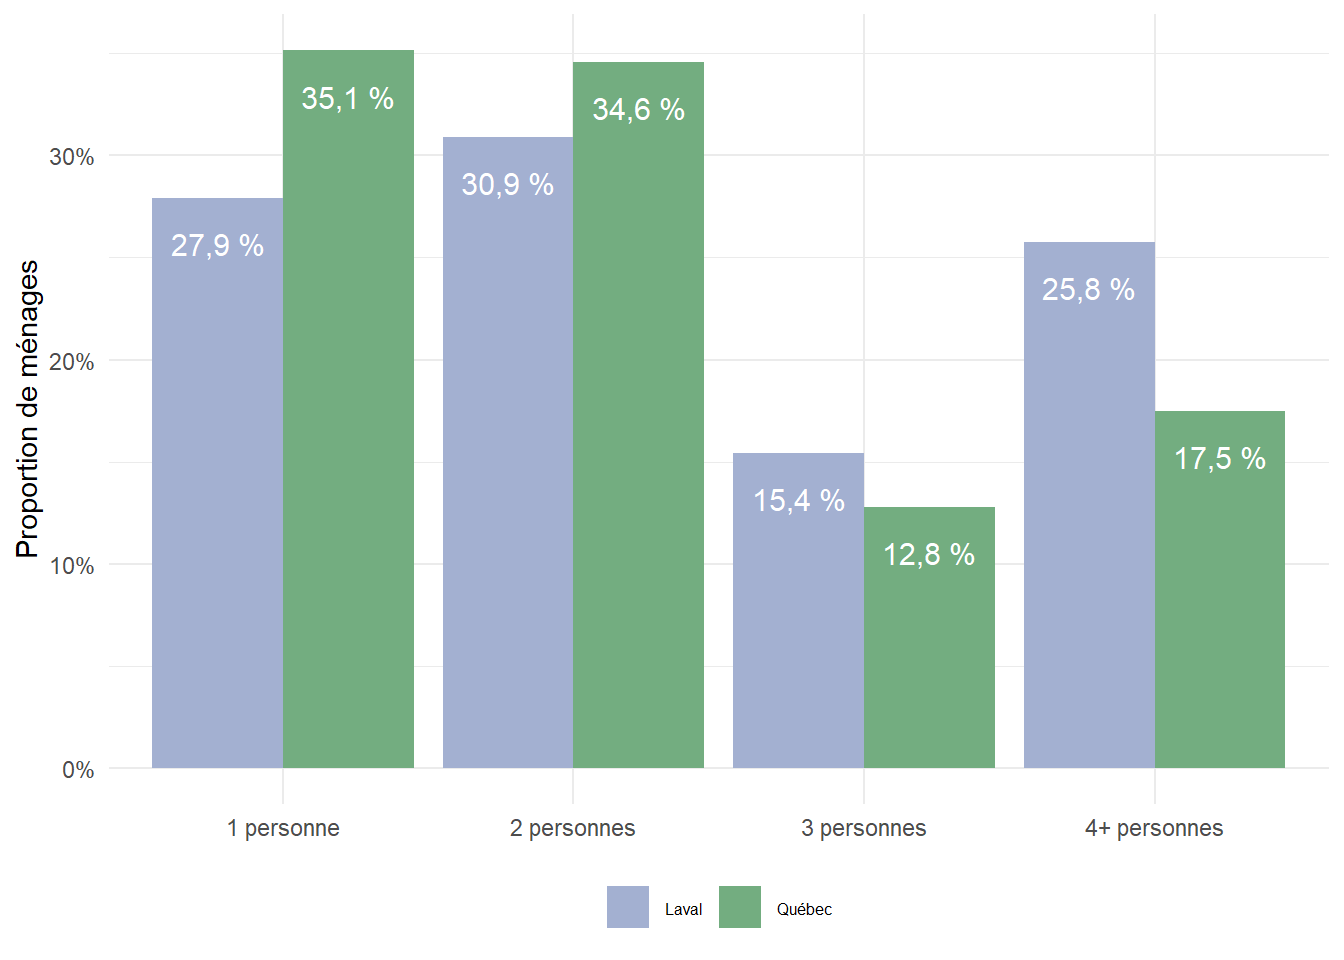 Proportion de ménages
30%
20%
10%
0%
27,9 %
35,1 %
30,9 %
34,6 %
15,4 %
12,8 %
25,8 %
17,5 %
1 personne
2 personnes
3 personnes
4+ personnes
Laval
Québec